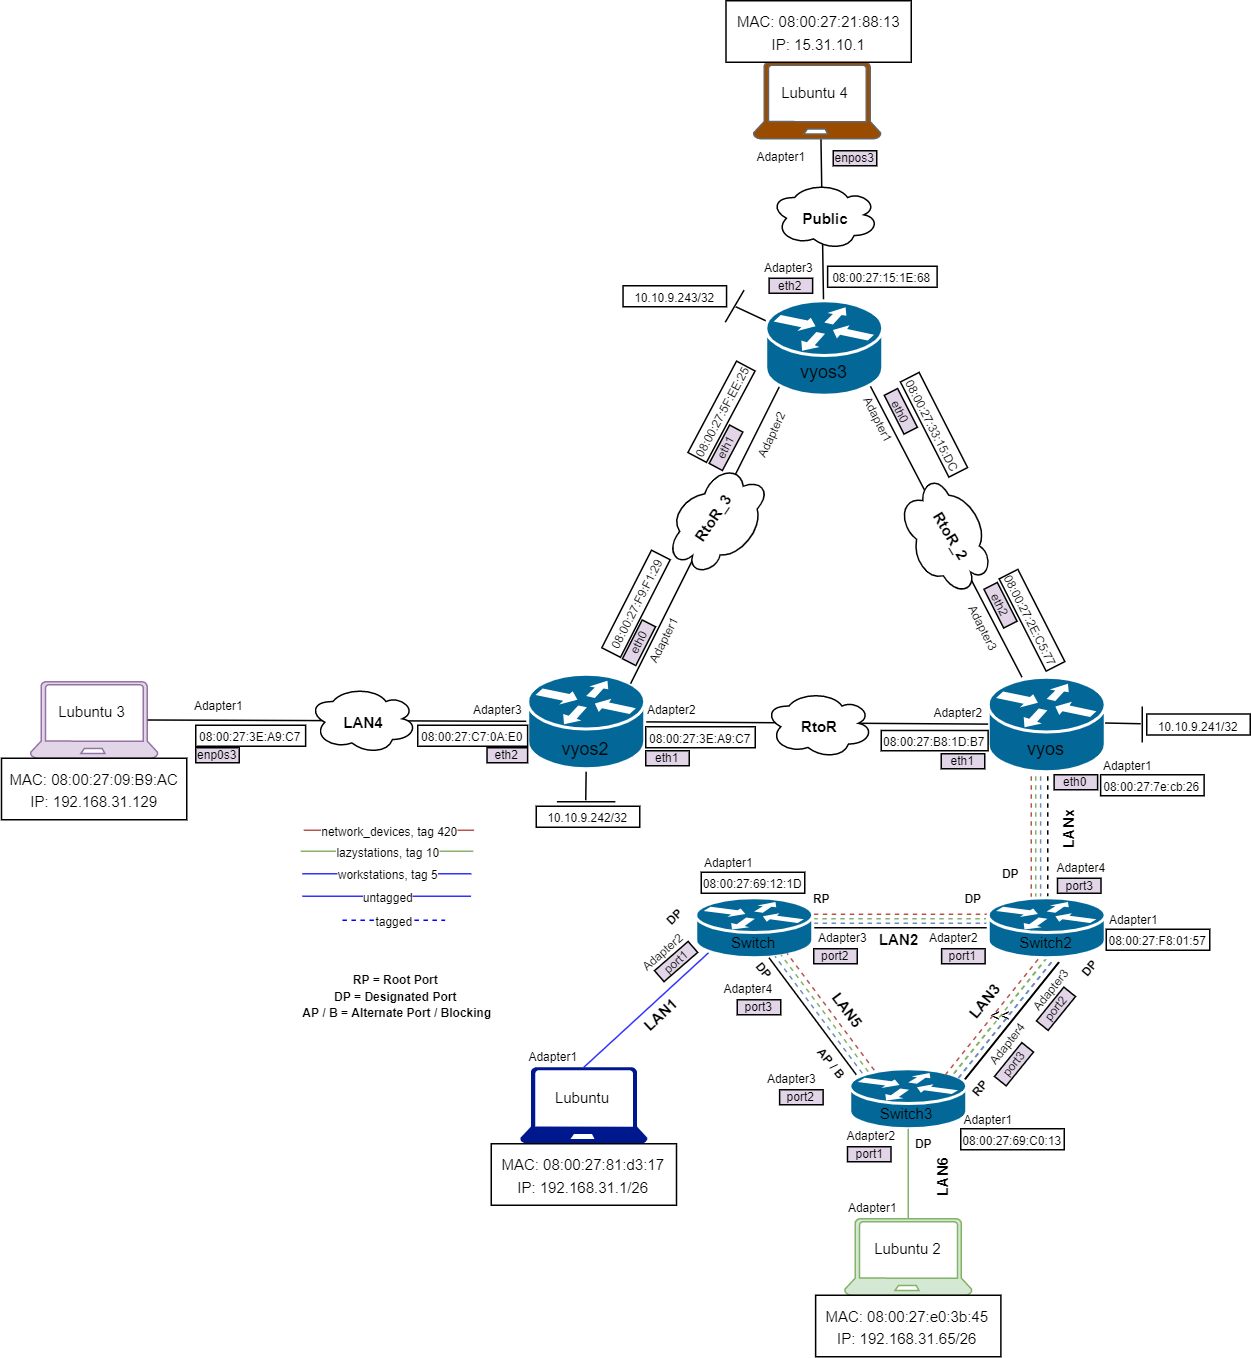 MAC: 08:00:27:21:88:13
IP: 15.31.10.1
Lubuntu 4
Adapter1
enpos3
Public
Adapter3
eth2
08:00:27:15:1E:68
10.10.9.243/32
vyos3
08:00:27:5F:EE:25
eth1
Adapter2
Adapter1
eth0
08:00:27:33:15:DC
RtoR_3
RtoR_2
08:00:27:F9:F1:29
eth0
Adapter1
08:00:27:2E:C5:77
eth2
Adapter3
Lubuntu 3
Adapter1
08:00:27:3E:A9:C7
enp0s3
MAC: 08:00:27:09:B9:AC
IP: 192.168.31.129
LAN4
Adapter3
08:00:27:C7:0A:E0
eth2
vyos2
Adapter2
08:00:27:3E:A9:C7
eth1
RtoR
Adapter2
08:00:27:B8:1D:B7
eth1
vyos
10.10.9.241/32
Adapter1
eth0
08:00:27:7e:cb:26
10.10.9.242/32
network_devices, tag 420
lazystations, tag 10
workstations, tag 5
untagged
tagged
LANx
DP
Adapter4
port3
Adapter1
08:00:27:69:12:1D
RP
DP
DP
Switch
Adapter3
port2
LAN2
Adapter2
port1
Switch2
Adapter1
08:00:27:F8:01:57
Adapter2
port1
DP
Adapter4
port3
LAN5
LAN3
Adapter3
port2
DP
RP = Root Port
DP = Designated Port
AP / B = Alternate Port / Blocking
LAN1
AP / B
Adapter4
port3
RP
Adapter1
Lubuntu
MAC: 08:00:27:81:d3:17
IP: 192.168.31.1/26
Adapter3
port2
Switch3
Adapter1
08:00:27:69:C0:13
Adapter2
port1
DP
LAN6
Adapter1
Lubuntu 2
MAC: 08:00:27:e0:3b:45
IP: 192.168.31.65/26